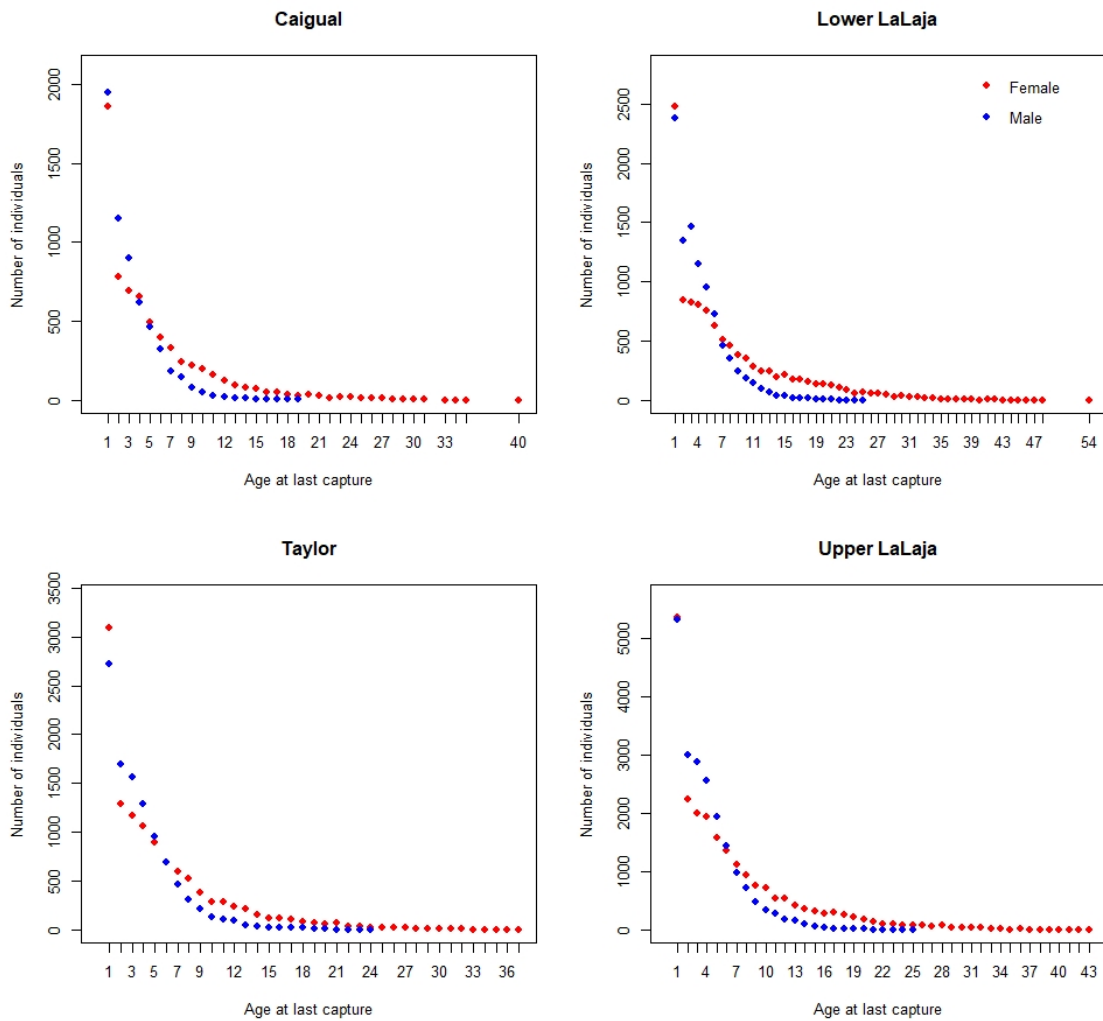 Caigual
Number of individuals
2000
1500
1000
500
0
1 3 5 7 9 12 15 18 21 24 27 30 33 40
Age at last capture
Lower LaLaja
Number of individuals
2500
2000
1500
1000
500
0
Female
Male
1 4 7 11 15 19 23 27 31 35 39 43 47 54
Age at last capture
Taylor
Number of individuals
3500
3000
2500
2000
1500
1000
500
0
1 3 5 7 9 12 15 18 21 24 27 30 33 36
Age at last capture
Upper LaLaja
Number of individuals
5000
4000
3000
2000
1000
0
1 4 7 10 13 16 19 22 25 28 31 34 37 40 43
Age at last capture